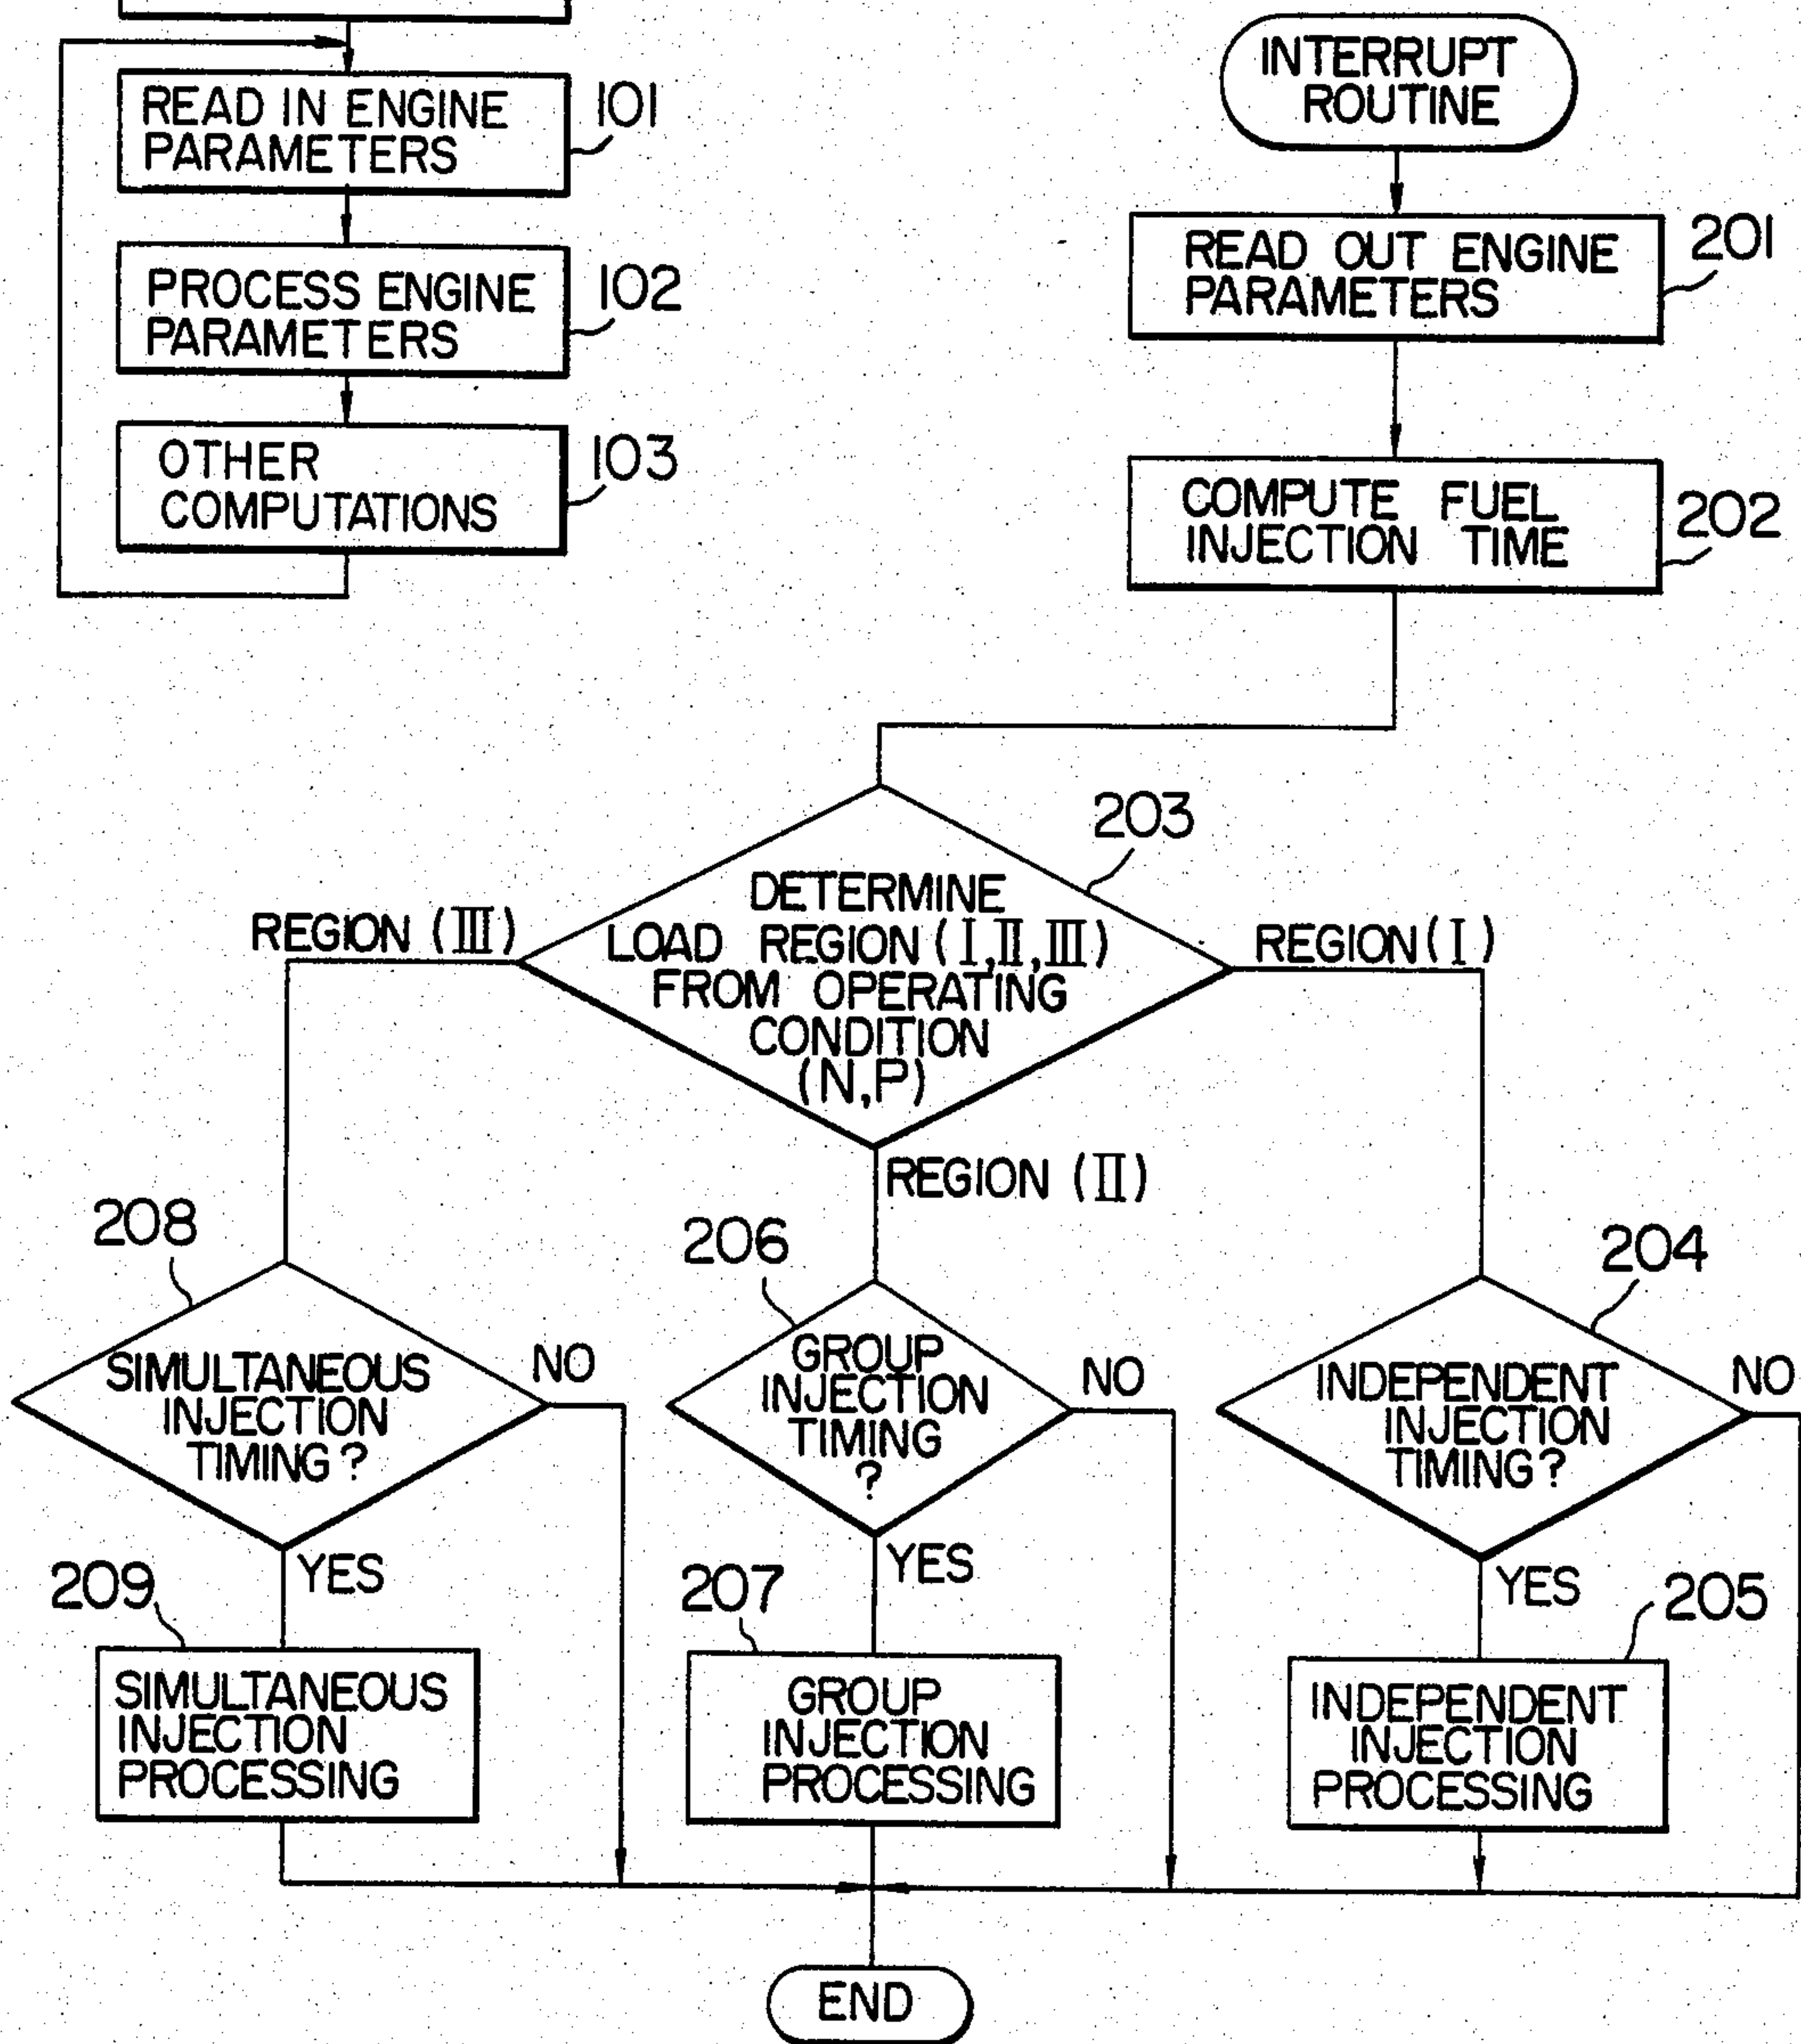 READ IN ENGINE
PARAMETERS
101
PROCESS ENGINE
PARAMETERS
102
OTHER
COMPUTATIONS
103
INTERRUPT
ROUTINE
READ OUT ENGINE
PARAMETERS
201
COMPUTE FUEL
INJECTION TIME
202
203
DETERMINE
LOAD REGION (I,II,III)
FROM OPERATING
CONDITION
(N,P)
REGION (III)
REGION (I)
REGION (II)
208
SIMULTANEOUS
INJECTION
TIMING ?
NO
YES
206
GROUP
INJECTION
TIMING
?
NO
YES
204
INDEPENDENT
INJECTION
TIMING ?
NO
YES
209
SIMULTANEOUS
INJECTION
PROCESSING
207
GROUP
INJECTION
PROCESSING
205
INDEPENDENT
INJECTION
PROCESSING
END